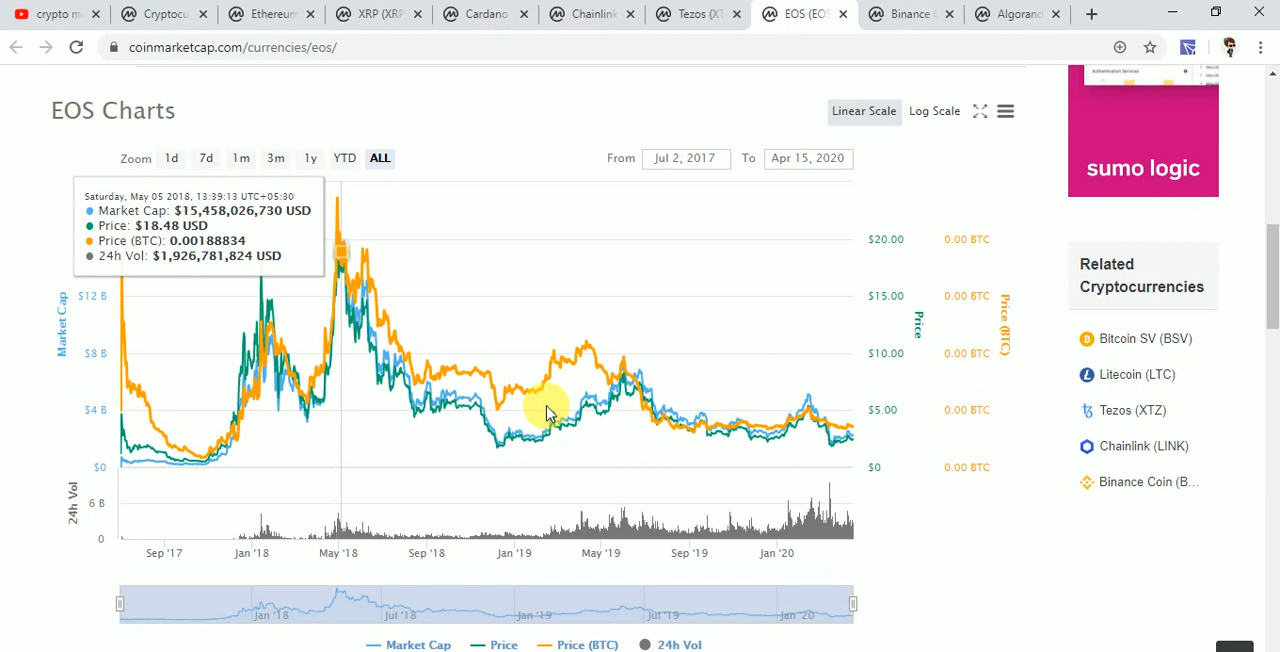 crypto m
Cryptocu
Ethereum
XRP (XRP
Cardano
Chainlink
Tezos (XT
EOS (EOS
Binance
Algorand
coinmarketcap.com/currencies/eos/
EOS Charts
Linear Scale
Log Scale
Zoom 1d 7d 1m 3m 1y YTD ALL
From Jul 2, 2017 To Apr 15, 2020
Saturday, May 05 2018, 13:39:13 UTC+05:30
Market Cap: $15,458,026,730 USD
Price: $18.48 USD
Price (BTC): 0.00188834
24h Vol: $1,926,781,824 USD
$12 B
$8 B
$4 B
$0
Market Cap
$20.00
$15.00
$10.00
$5.00
$0
Price
0.00 BTC
0.00 BTC
0.00 BTC
0.00 BTC
0.00 BTC
Price (BTC)
24h Vol
6 B
0
Sep '17 Jan '18 May '18 Sep '18 Jan '19 May '19 Sep '19 Jan '20
Jan '18 Jul '18 Jan '19 Jul '19 Jan '20
Market Cap Price Price (BTC) 24h Vol
Authentication Services
sumo logic
Related
Cryptocurrencies
Bitcoin SV (BSV)
Litecoin (LTC)
Tezos (XTZ)
Chainlink (LINK)
Binance Coin (B...